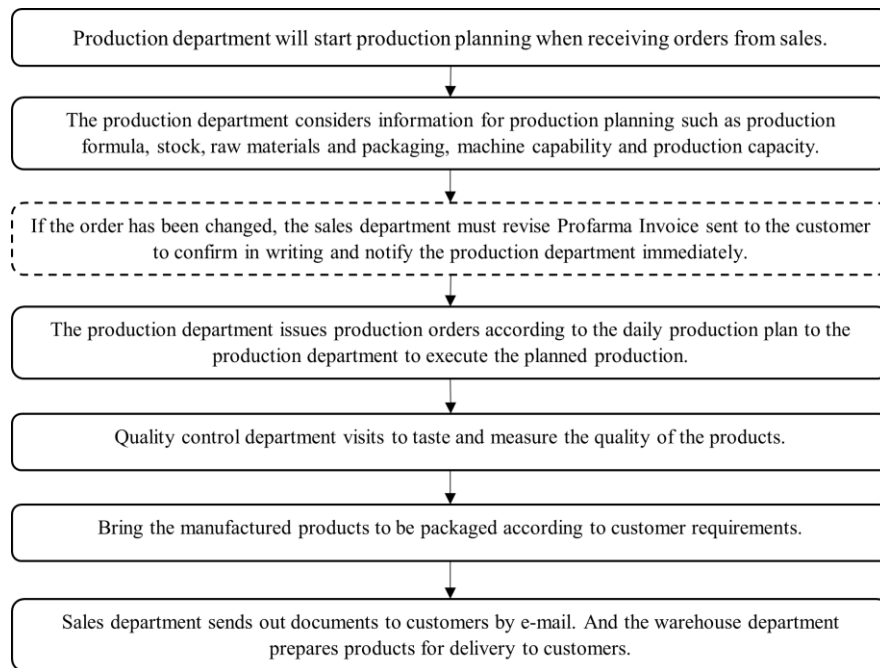 Production department will start production planning when receiving orders from sales.
The production department considers information for production planning such as production
formula, stock, raw materials and packaging, machine capability and production capacity.
If the order has been changed, the sales department must revise Profarma Invoice sent to the customer
to confirm in writing and notify the production department immediately.
The production department issues production orders according to the daily production plan to the
production department to execute the planned production.
Quality control department visits to taste and measure the quality of the products.
Bring the manufactured products to be packaged according to customer requirements.
Sales department sends out documents to customers by e-mail. And the warehouse department
prepares products for delivery to customers.